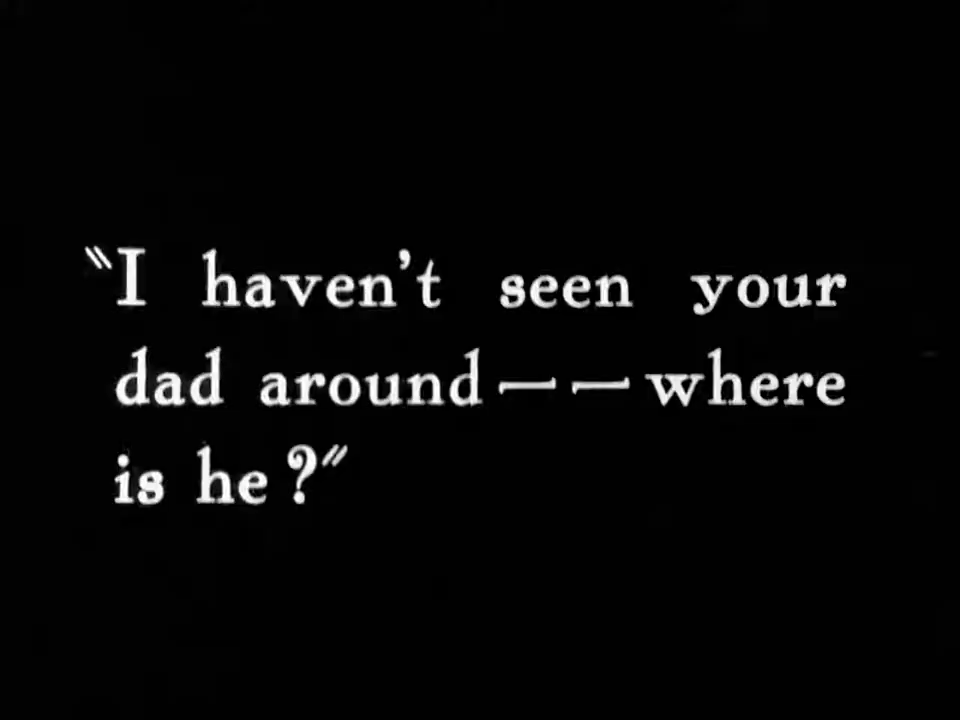 "I haven't seen your
dad around——where
is he?"